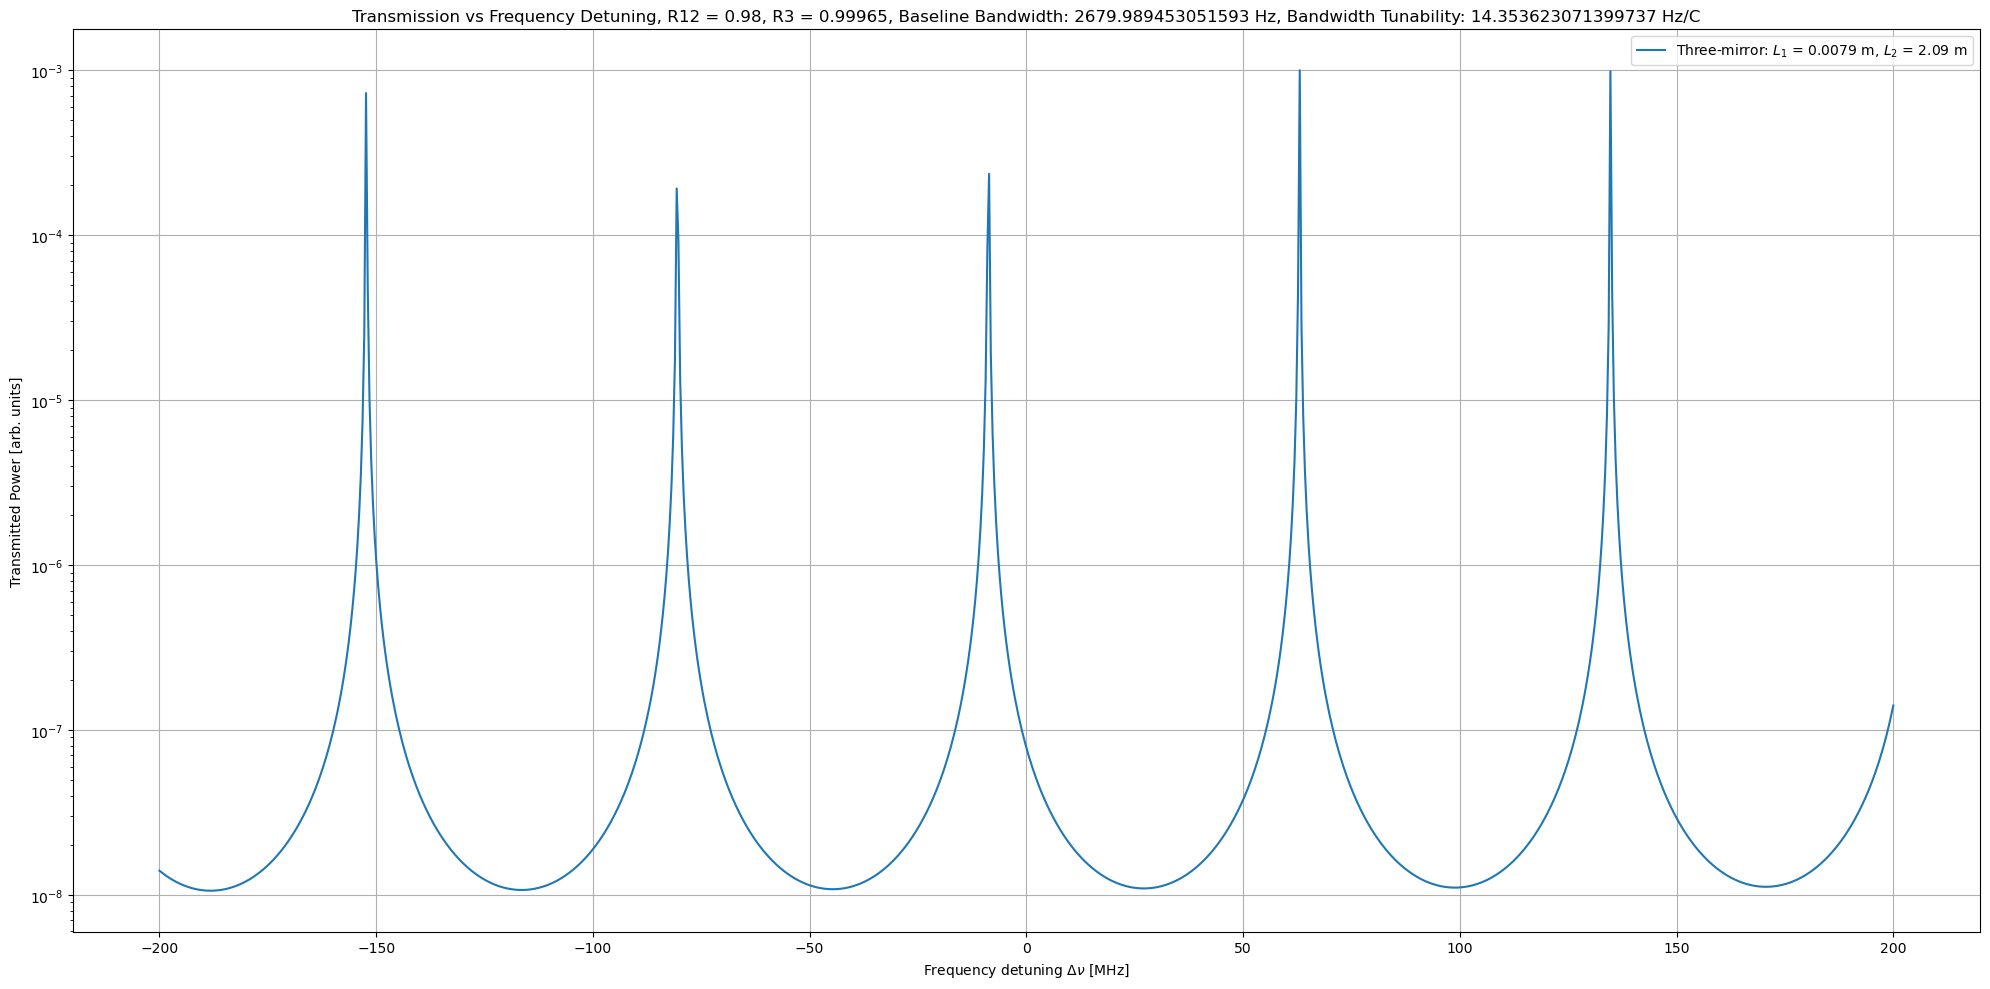 Transmission vs Frequency Detuning, R12 = 0.98, R3 = 0.99965, Baseline Bandwidth: 2679.989453051593 Hz, Bandwidth Tunability: 14.353623071399737 Hz/C
Three-mirror: L₁ = 0.0079 m, L₂ = 2.09 m
Transmitted Power [arb. units]
10⁻³
10⁻⁴
10⁻⁵
10⁻⁶
10⁻⁷
10⁻⁸
−200 −150 −100 −50 0 50 100 150 200
Frequency detuning Δν [MHz]